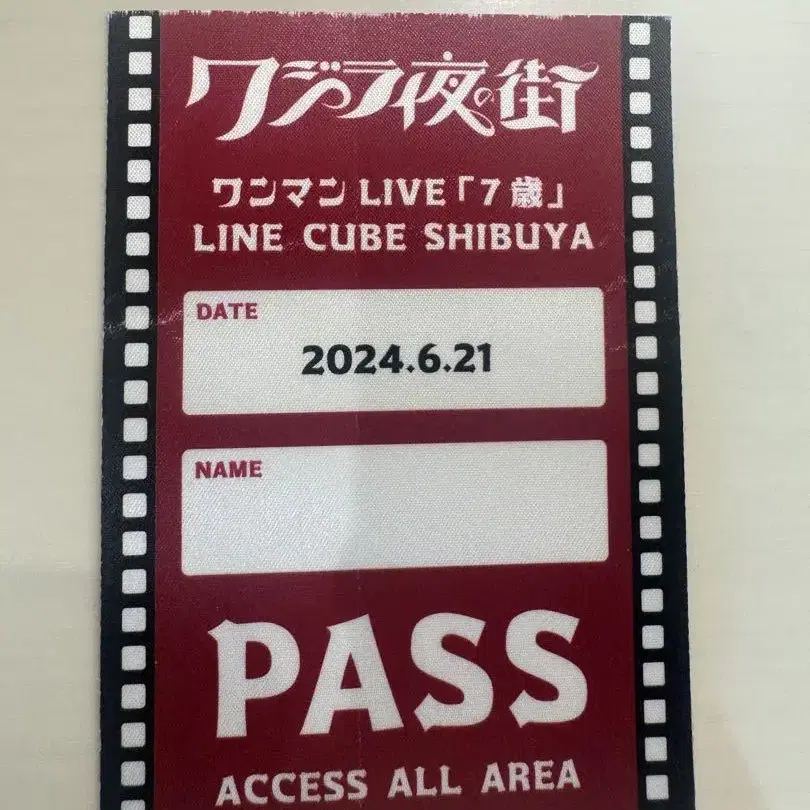 クジラ夜の街
ワンマン LIVE「7歳」
LINE CUBE SHIBUYA
DATE
2024.6.21
NAME
PASS
ACCESS ALL AREA